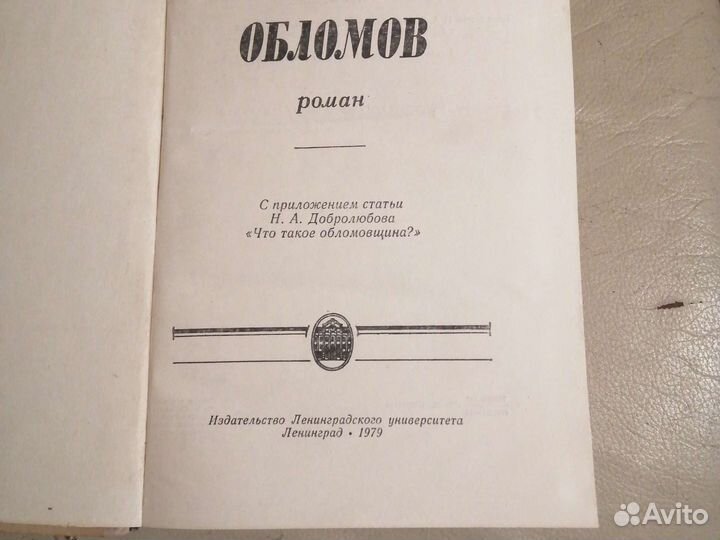 ОБЛОМОВ
роман
С приложением статьи
Н. А. Добролюбова
«Что такое обломовщина?»
Издательство Ленинградского университета
Ленинград • 1979
Avito